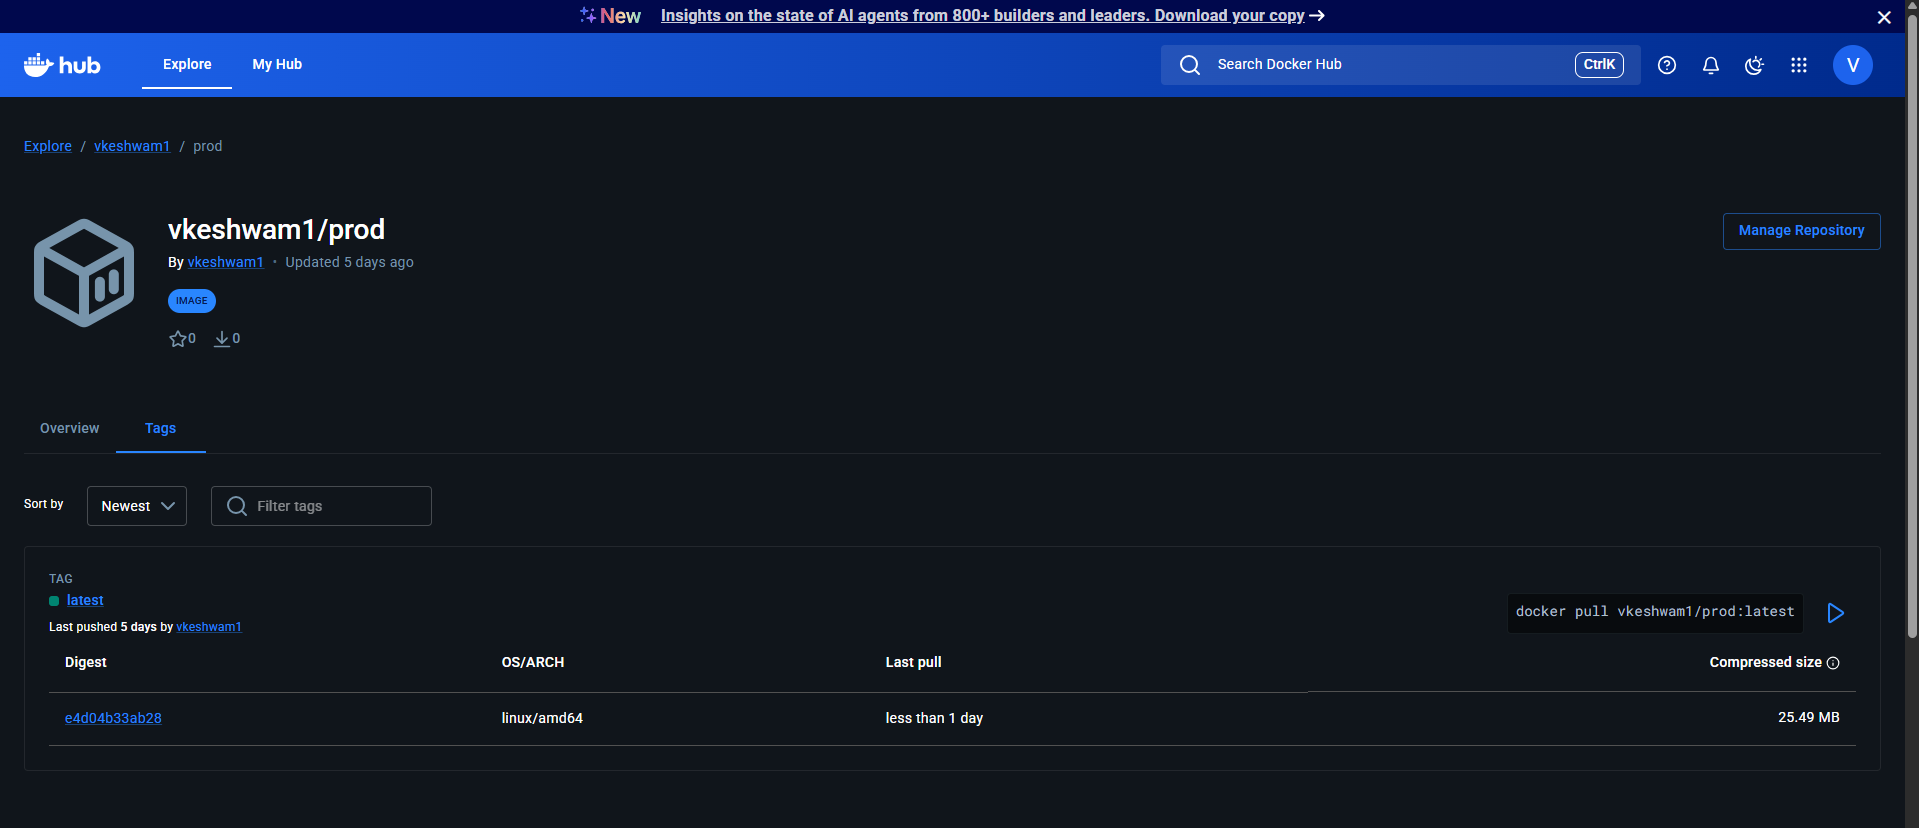 New Insights on the state of AI agents from 800+ builders and leaders. Download your copy →
hub Explore My Hub Search Docker Hub CtrlK V
Explore / vkeshwam1 / prod
vkeshwam1/prod
Manage Repository
By vkeshwam1 • Updated 5 days ago
IMAGE
0 0
Overview Tags
Sort by Newest Filter tags
TAG
latest
docker pull vkeshwam1/prod:latest
Last pushed 5 days by vkeshwam1
Digest OS/ARCH Last pull Compressed size
e4d04b33ab28 linux/amd64 less than 1 day 25.49 MB